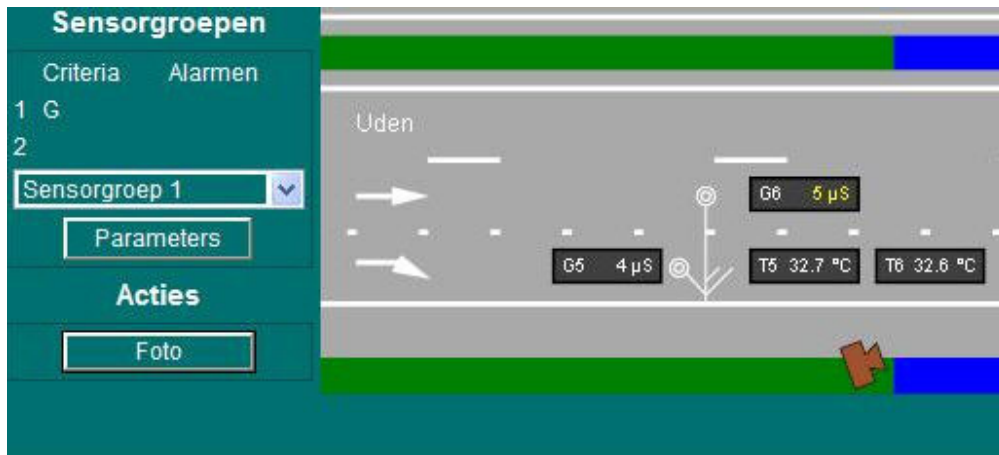 Sensorgroepen
Criteria Alarmen
1 G
2
Sensorgroep 1
Parameters
Acties
Foto
Uden
G6 5 µS
G5 4 µS
T5 32.7 °C
T6 32.6 °C